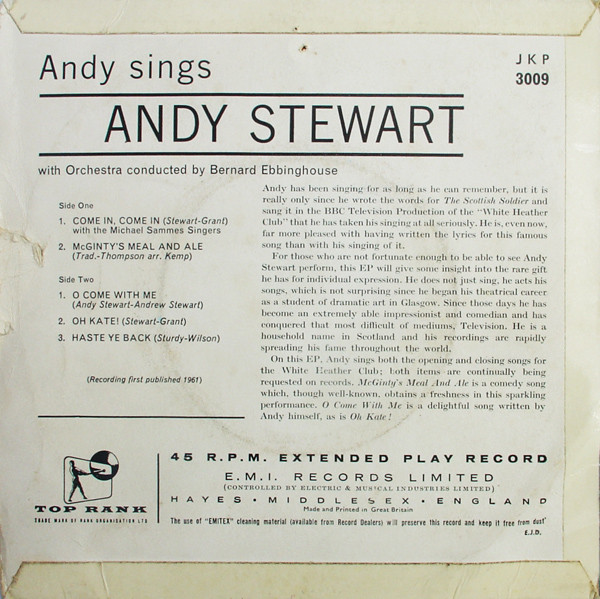 Andy sings
JKP
3009
ANDY STEWART
with Orchestra conducted by Bernard Ebbinghouse
Side One
1. COME IN, COME IN (Stewart-Grant)
with the Michael Sammes Singers
2. McGINTY'S MEAL AND ALE
(Trad.-Thompson arr. Kemp)
Side Two
1. O COME WITH ME
(Andy Stewart-Andrew Stewart)
2. OH KATE! (Stewart-Grant)
3. HASTE YE BACK (Sturdy-Wilson)
(Recording first published 1961)
Andy has been singing for as long as he can remember, but it is
really only since he wrote the words for The Scottish Soldier and
sang it in the BBC Television Production of the "White Heather
Club" that he has taken his singing at all seriously. He is, even now,
far more pleased with having written the lyrics for this famous
song than with his singing of it.
For those who are not fortunate enough to be able to see Andy
Stewart perform, this EP will give some insight into the rare gift
he has for individual expression. He does not just sing, he acts his
songs, which is not surprising since he began his theatrical career
as a student of dramatic art in Glasgow. Since those days he has
become an extremely able impressionist and comedian and has
conquered that most difficult of mediums, Television. He is a
household name in Scotland and his recordings are rapidly
spreading his fame throughout the world.
On this EP, Andy sings both the opening and closing songs for
the White Heather Club; both items are continually being
requested on records. McGinty's Meal And Ale is a comedy song
which, though well-known, obtains a freshness in this sparkling
performance. O Come With Me is a delightful song written by
Andy himself, as is Oh Kate!
TOP RANK
TRADE MARK OF RANK ORGANISATION LTD
45 R.P.M. EXTENDED PLAY RECORD
E.M.I. RECORDS LIMITED
(CONTROLLED BY ELECTRIC & MUSICAL INDUSTRIES LIMITED)
HAYES • MIDDLESEX • ENGLAND
Made and Printed in Great Britain
The use of "EMITEX" cleaning material (available from Record Dealers) will preserve this record and keep it free from dust
E.J.D.